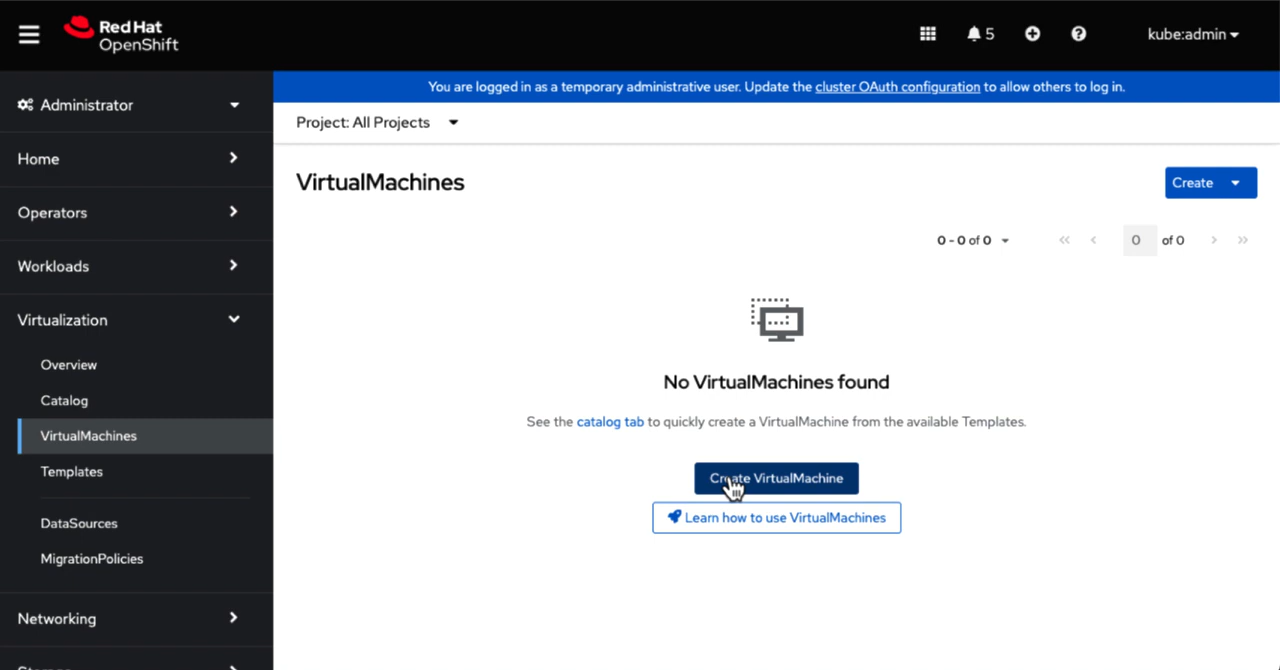 Red Hat
OpenShift
5
kube:admin
Administrator
You are logged in as a temporary administrative user. Update the cluster OAuth configuration to allow others to log in.
Project: All Projects
Home
Operators
Workloads
Virtualization
Overview
Catalog
VirtualMachines
Templates
DataSources
MigrationPolicies
Networking
VirtualMachines
Create
0 - 0 of 0
0 of 0
No VirtualMachines found
See the catalog tab to quickly create a VirtualMachine from the available Templates.
Create VirtualMachine
Learn how to use VirtualMachines